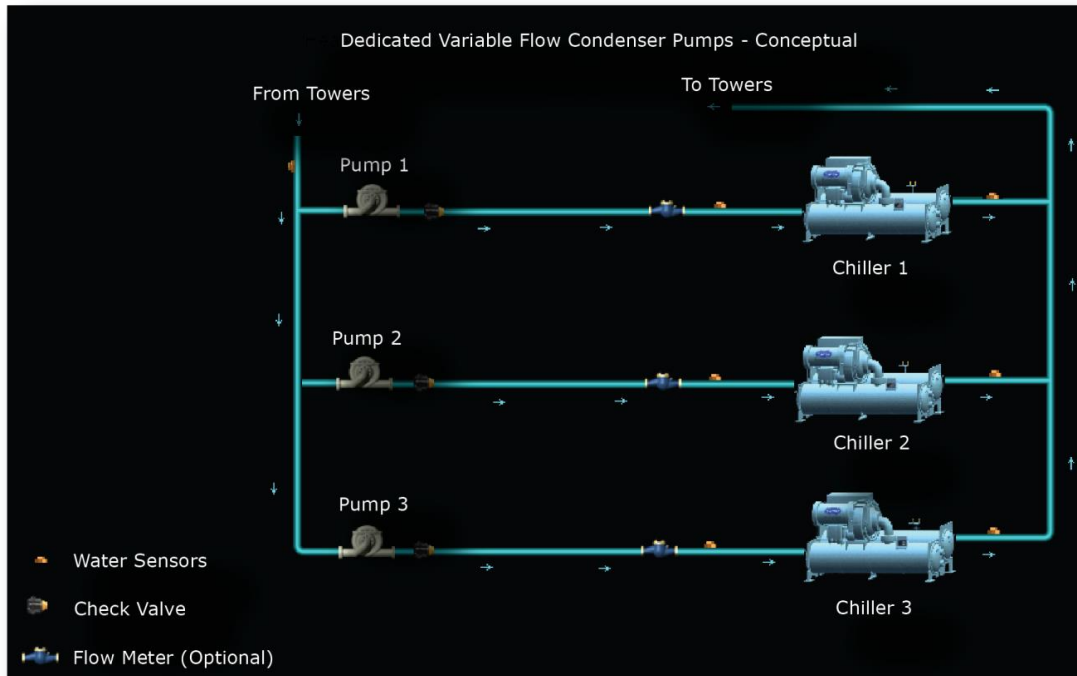 Dedicated Variable Flow Condenser Pumps - Conceptual
From Towers
To Towers
Pump 1
Chiller 1
Pump 2
Chiller 2
Pump 3
Chiller 3
Water Sensors
Check Valve
Flow Meter (Optional)